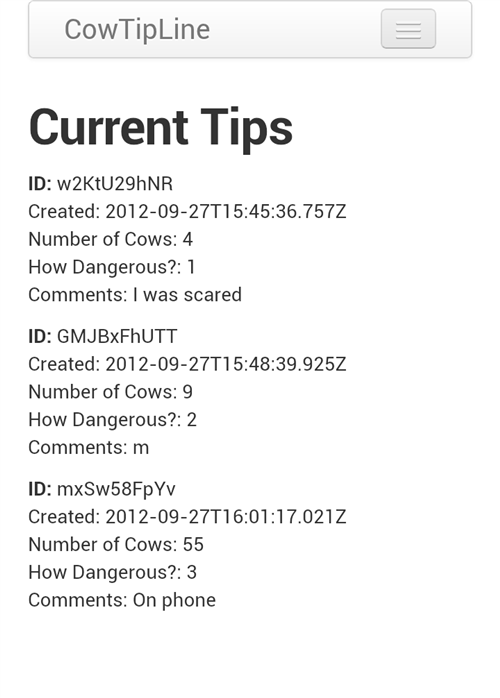 CowTipLine
Current Tips
ID: w2KtU29hNR
Created: 2012-09-27T15:45:36.757Z
Number of Cows: 4
How Dangerous?: 1
Comments: I was scared
ID: GMJBxFhUTT
Created: 2012-09-27T15:48:39.925Z
Number of Cows: 9
How Dangerous?: 2
Comments: m
ID: mxSw58FpYv
Created: 2012-09-27T16:01:17.021Z
Number of Cows: 55
How Dangerous?: 3
Comments: On phone